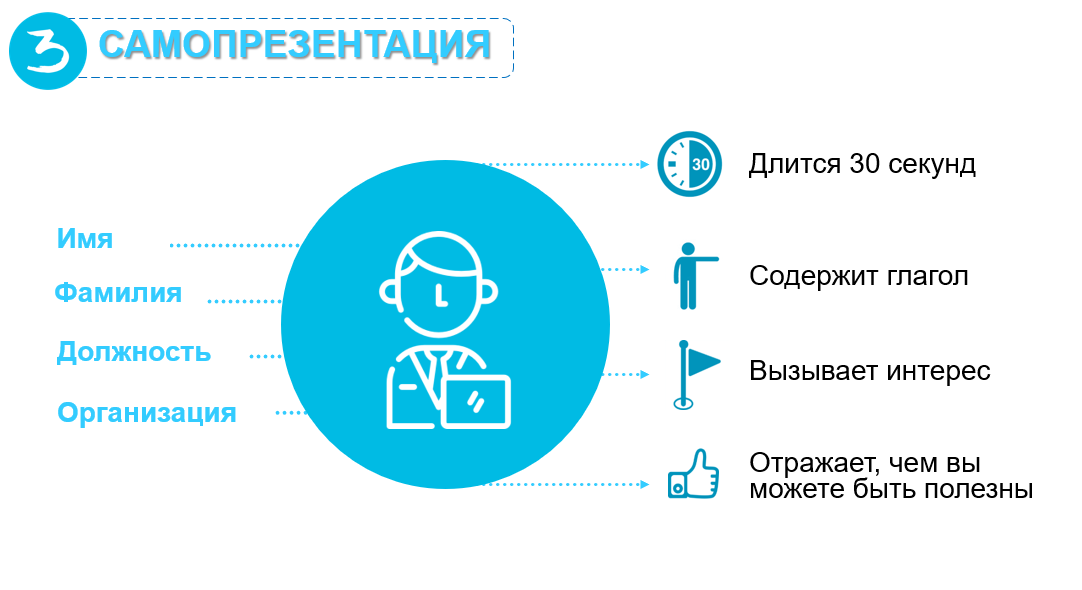 3
САМОПРЕЗЕНТАЦИЯ
Имя
Фамилия
Должность
Организация
30
Длится 30 секунд
Содержит глагол
Вызывает интерес
Отражает, чем вы
можете быть полезны